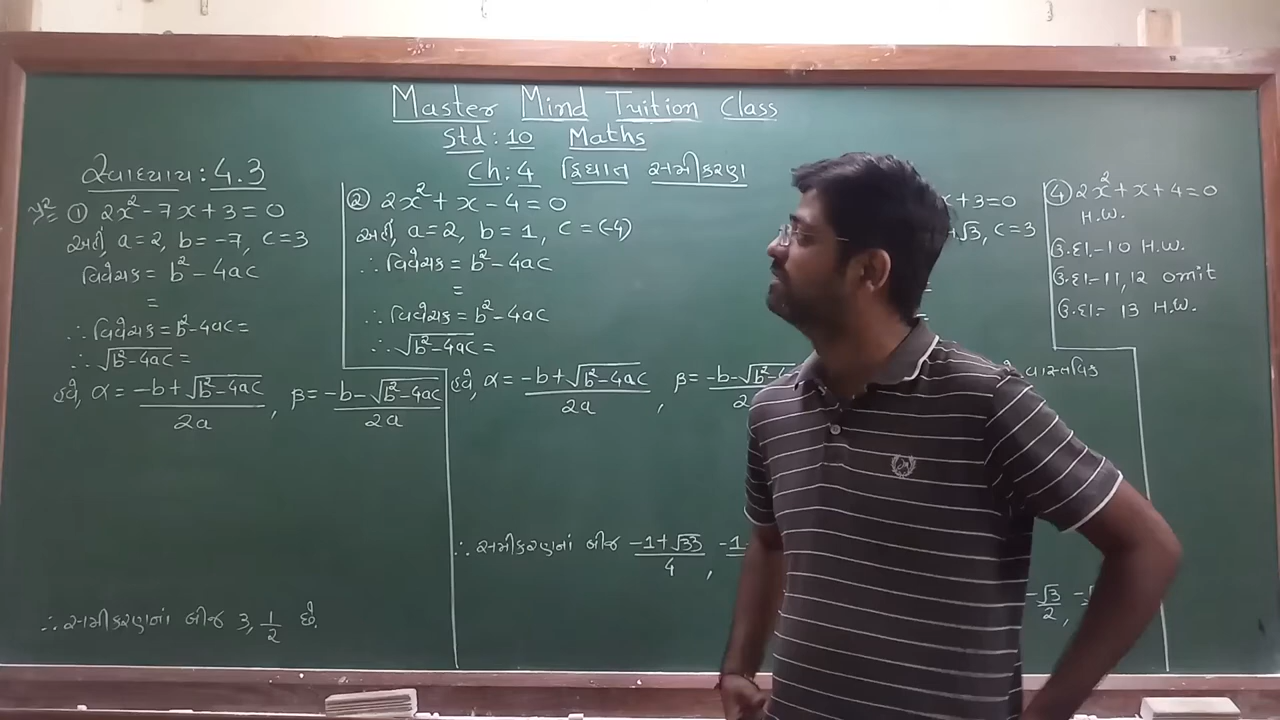 Master Mind Tuition Class
Std: 10 Maths
Ch: 4 દ્વિઘાત સમીકરણ
સ્વાધ્યાય: 4.3
① 2x² - 7x + 3 = 0
અહીં, a = 2, b = -7, c = 3
વિવેચક = b² - 4ac
=
∴ વિવેચક = b² - 4ac =
∴ √(b² - 4ac) =
હવે, α = (-b + √(b² - 4ac))/2a , β = (-b - √(b² - 4ac))/2a
∴ સમીકરણનાં બીજ 3, 1/2 છે.
② 2x² + x - 4 = 0
અહીં, a = 2, b = 1, c = (-4)
∴ વિવેચક = b² - 4ac
=
∴ વિવેચક = b² - 4ac
∴ √(b² - 4ac) =
હવે, α = (-b + √(b² - 4ac))/2a , β = -b - √(b² - 4
∴ સમીકરણનાં બીજ (-1 + √33)/4 , -1
x + 3 = 0
√3, c = 3
=
=
વાસ્તવિક
-√3/2 ,
④ 2x² + x + 4 = 0
H.W.
ઉ.દા.-10 H.W.
ઉ.દા.-11,12 omit
ઉ.દા.- 13 H.W.